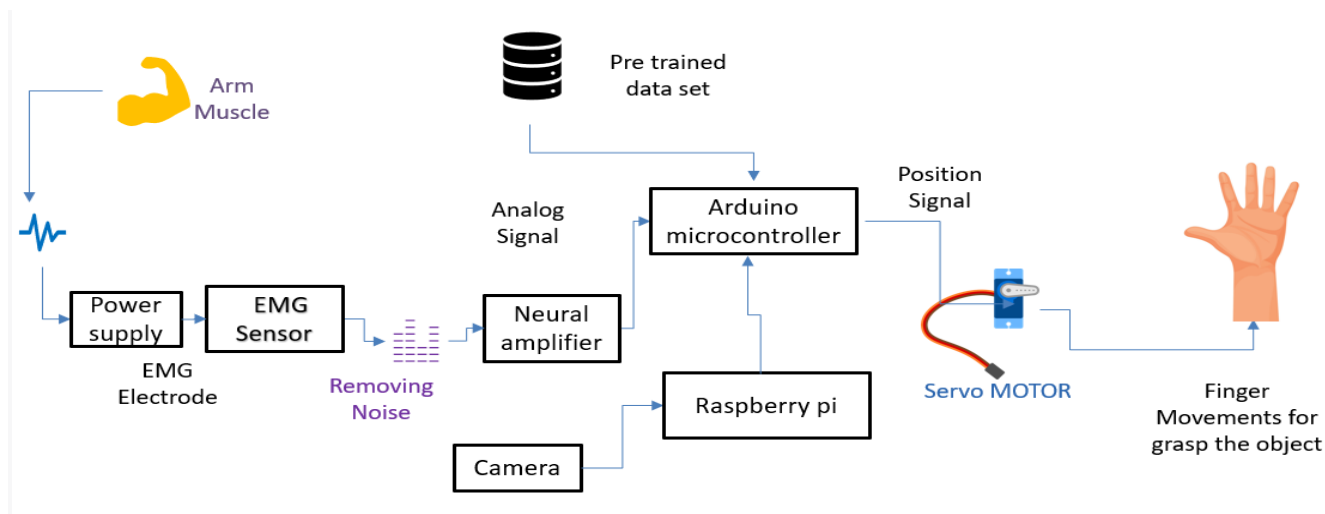 Arm
Muscle
Pre trained
data set
Analog
Signal
Arduino
microcontroller
Position
Signal
Power
supply
EMG
Sensor
EMG
Electrode
Removing
Noise
Neural
amplifier
Raspberry pi
Camera
Servo MOTOR
Finger
Movements for
grasp the object